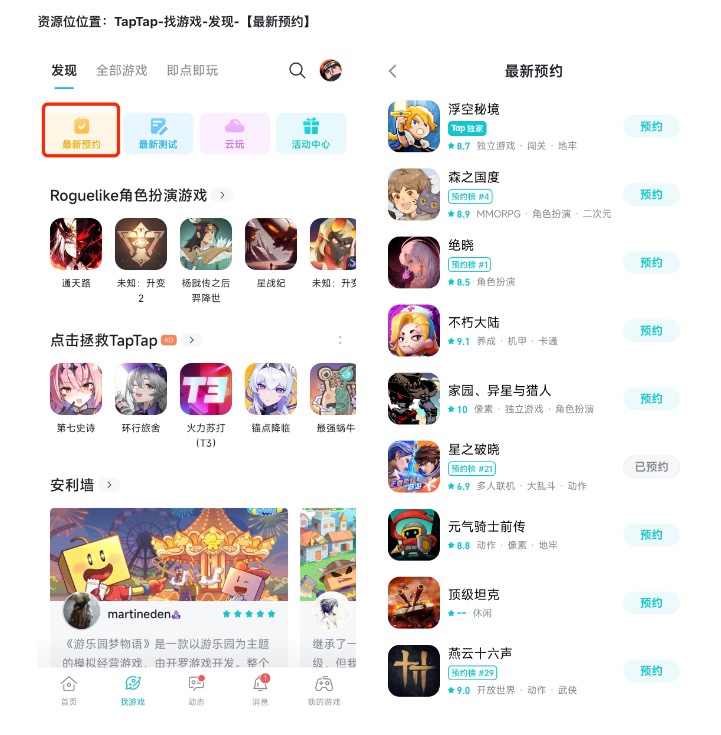 资源位位置：TapTap-找游戏-发现-【最新预约】
发现 全部游戏 即点即玩
最新预约 最新测试 云玩 活动中心
Roguelike角色扮演游戏
通天路 未知：升变2 杨戬传之后羿降世 星战纪 未知：升变
点击拯救TapTap AD
第七史诗 环行旅舍 火力苏打（T3） 锚点降临 最强蜗牛
T3
安利墙
martineden
《游乐园梦物语》是一款以游乐园为主题
的模拟经营游戏，由开罗游戏开发。整个
继承了一
级，但我
首页 找游戏 动态 消息 1 我的游戏
最新预约
浮空秘境
Tap 独家
8.7 独立游戏 · 闯关 · 地牢
预约
森之国度
预约榜 #4
8.9 MMORPG · 角色扮演 · 二次元
预约
绝晓
预约榜 #1
8.5 角色扮演
预约
不朽大陆
9.1 养成 · 机甲 · 卡通
预约
家园、异星与猎人
10 像素 · 独立游戏 · 角色扮演
预约
星之破晓
预约榜 #21
6.9 多人联机 · 大乱斗 · 动作
已预约
元气骑士前传
8.8 动作 · 像素 · 地牢
预约
顶级坦克
-- 休闲
预约
燕云十六声
预约榜 #29
9.0 开放世界 · 动作 · 武侠
预约